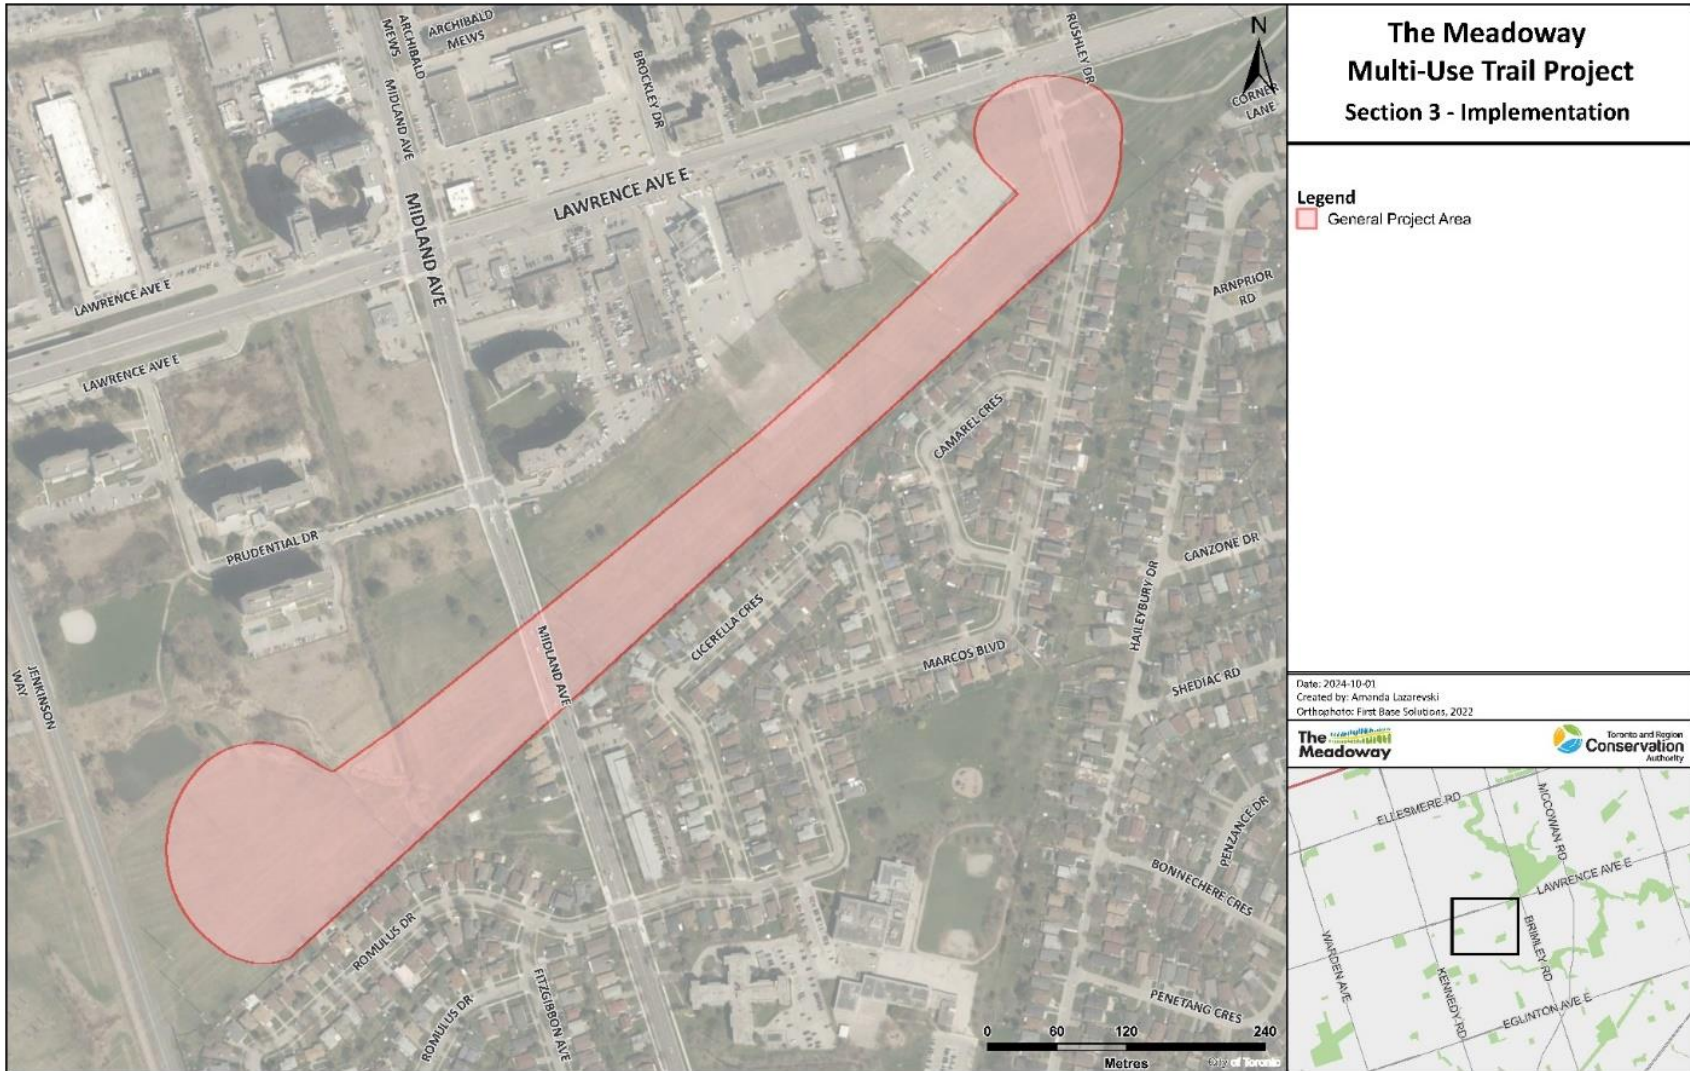 ARCHIBALD
MEWS
ARCHIBALD
MEWS
MIDLAND AVE
BROCKLEY DR
RUSHLEY DR
N
CORNER
LANE
LAWRENCE AVE E
MIDLAND AVE
LAWRENCE AVE E
LAWRENCE AVE E
ARNPRIOR
RD
CAMAREL CRES
PRUDENTIAL DR
CANZONE DR
CICERELLA CRES
HAILEYBURY DR
MIDLAND AVE
MARCOS BLVD
SHEDIAC RD
JENKINSON
WAY
PENZANCE DR
BONNECHERE CRES
ROMULUS DR
FITZGIBBON AVE
ROMULUS DR
PENETANG CRES
0 60 120 240
Metres
City of Toronto
The Meadoway
Multi-Use Trail Project
Section 3 - Implementation
Legend
General Project Area
Date: 2024-10-01
Created by: Amanda Lazarevski
Orthophoto: First Base Solutions, 2022
The
Meadoway
Toronto and Region
Conservation
Authority
ELLESMERE RD
MCCOWAN RD
LAWRENCE AVE E
WARDEN AVE
KENNEDY RD
BRIMLEY RD
EGLINTON AVE E